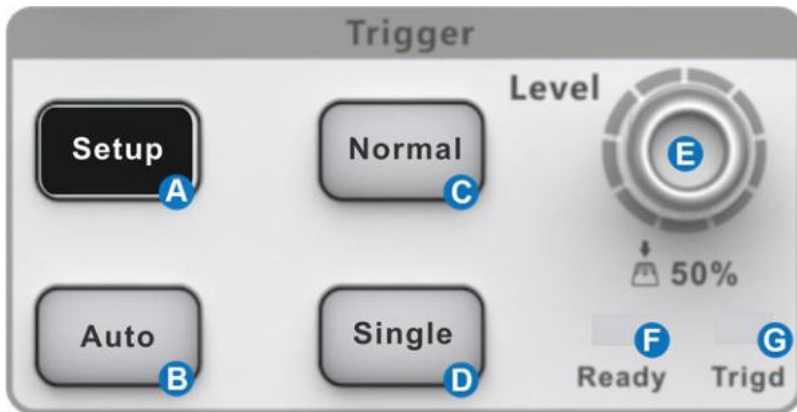 Trigger
Level
Setup
A
Normal
C
E
50%
Auto
B
Single
D
F
G
Ready
Trigd